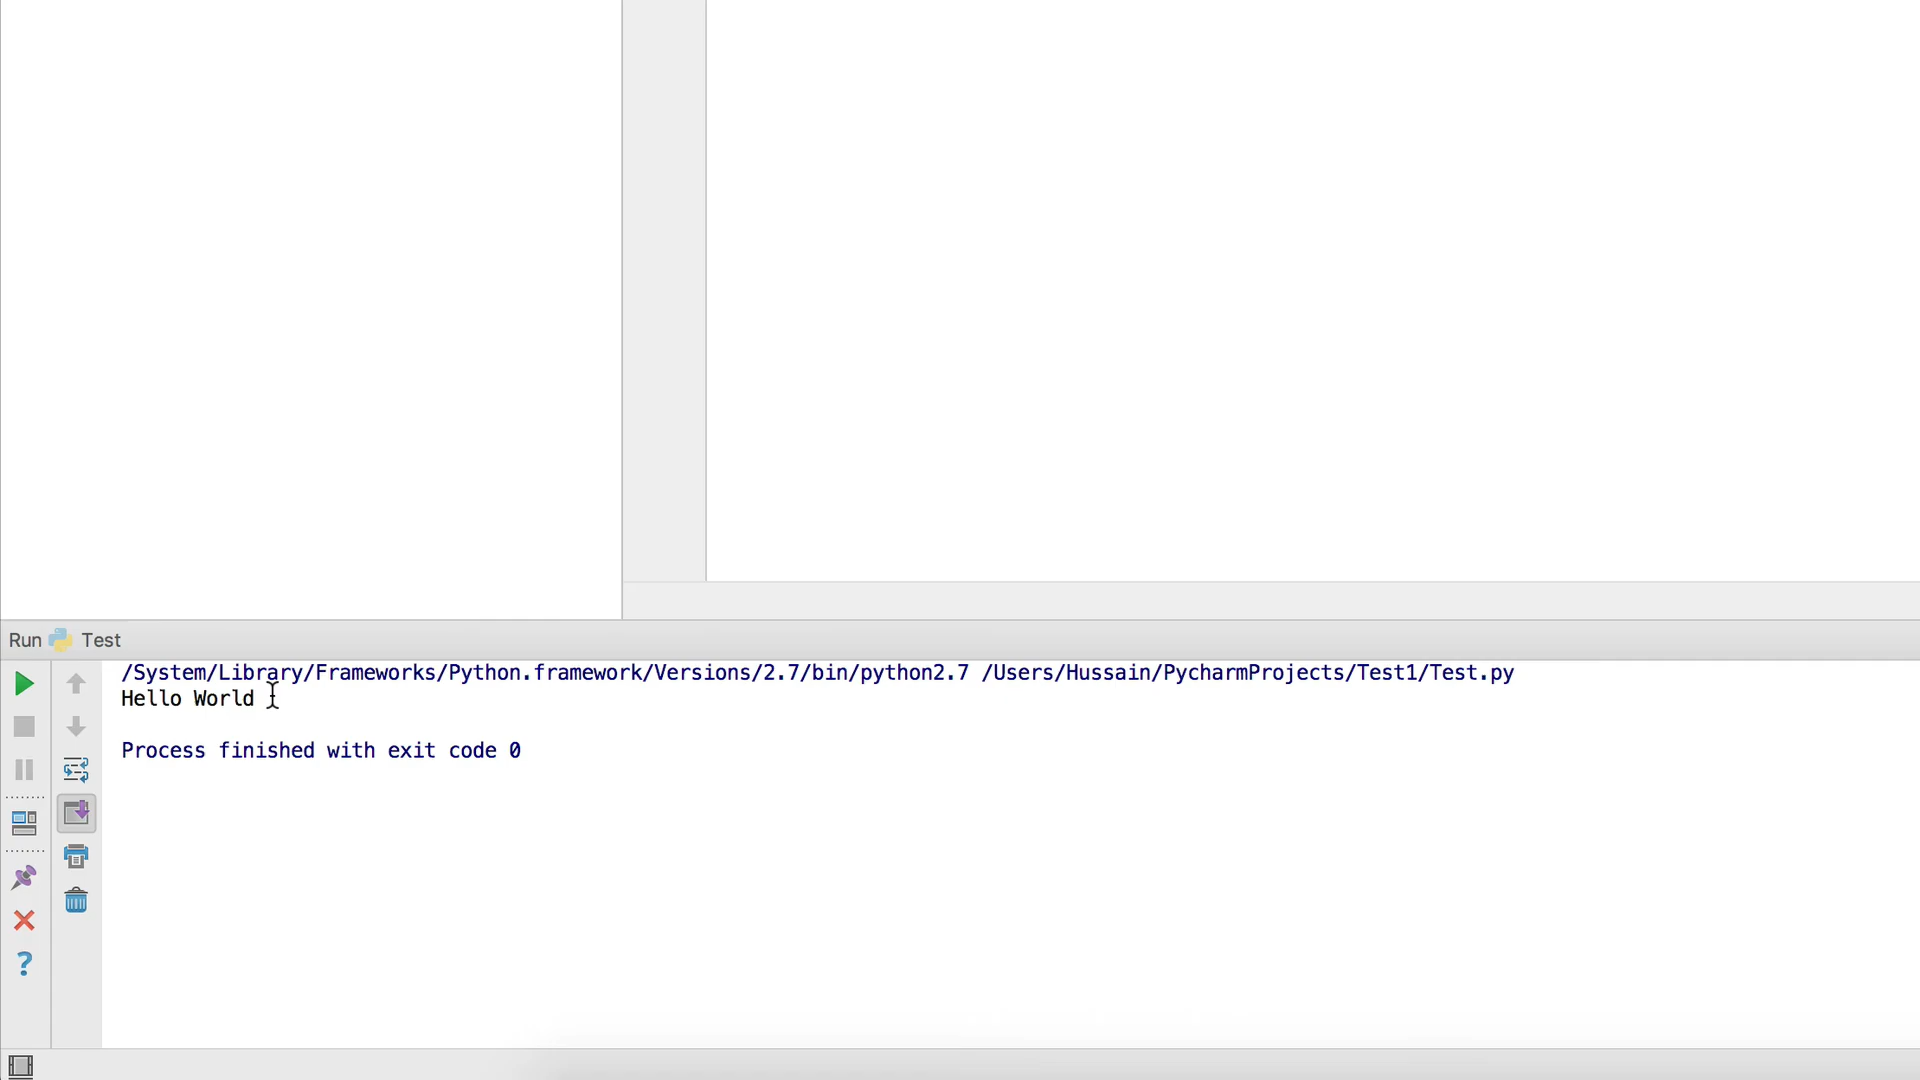 Run Test
/System/Library/Frameworks/Python.framework/Versions/2.7/bin/python2.7 /Users/Hussain/PycharmProjects/Test1/Test.py
Hello World
Process finished with exit code 0